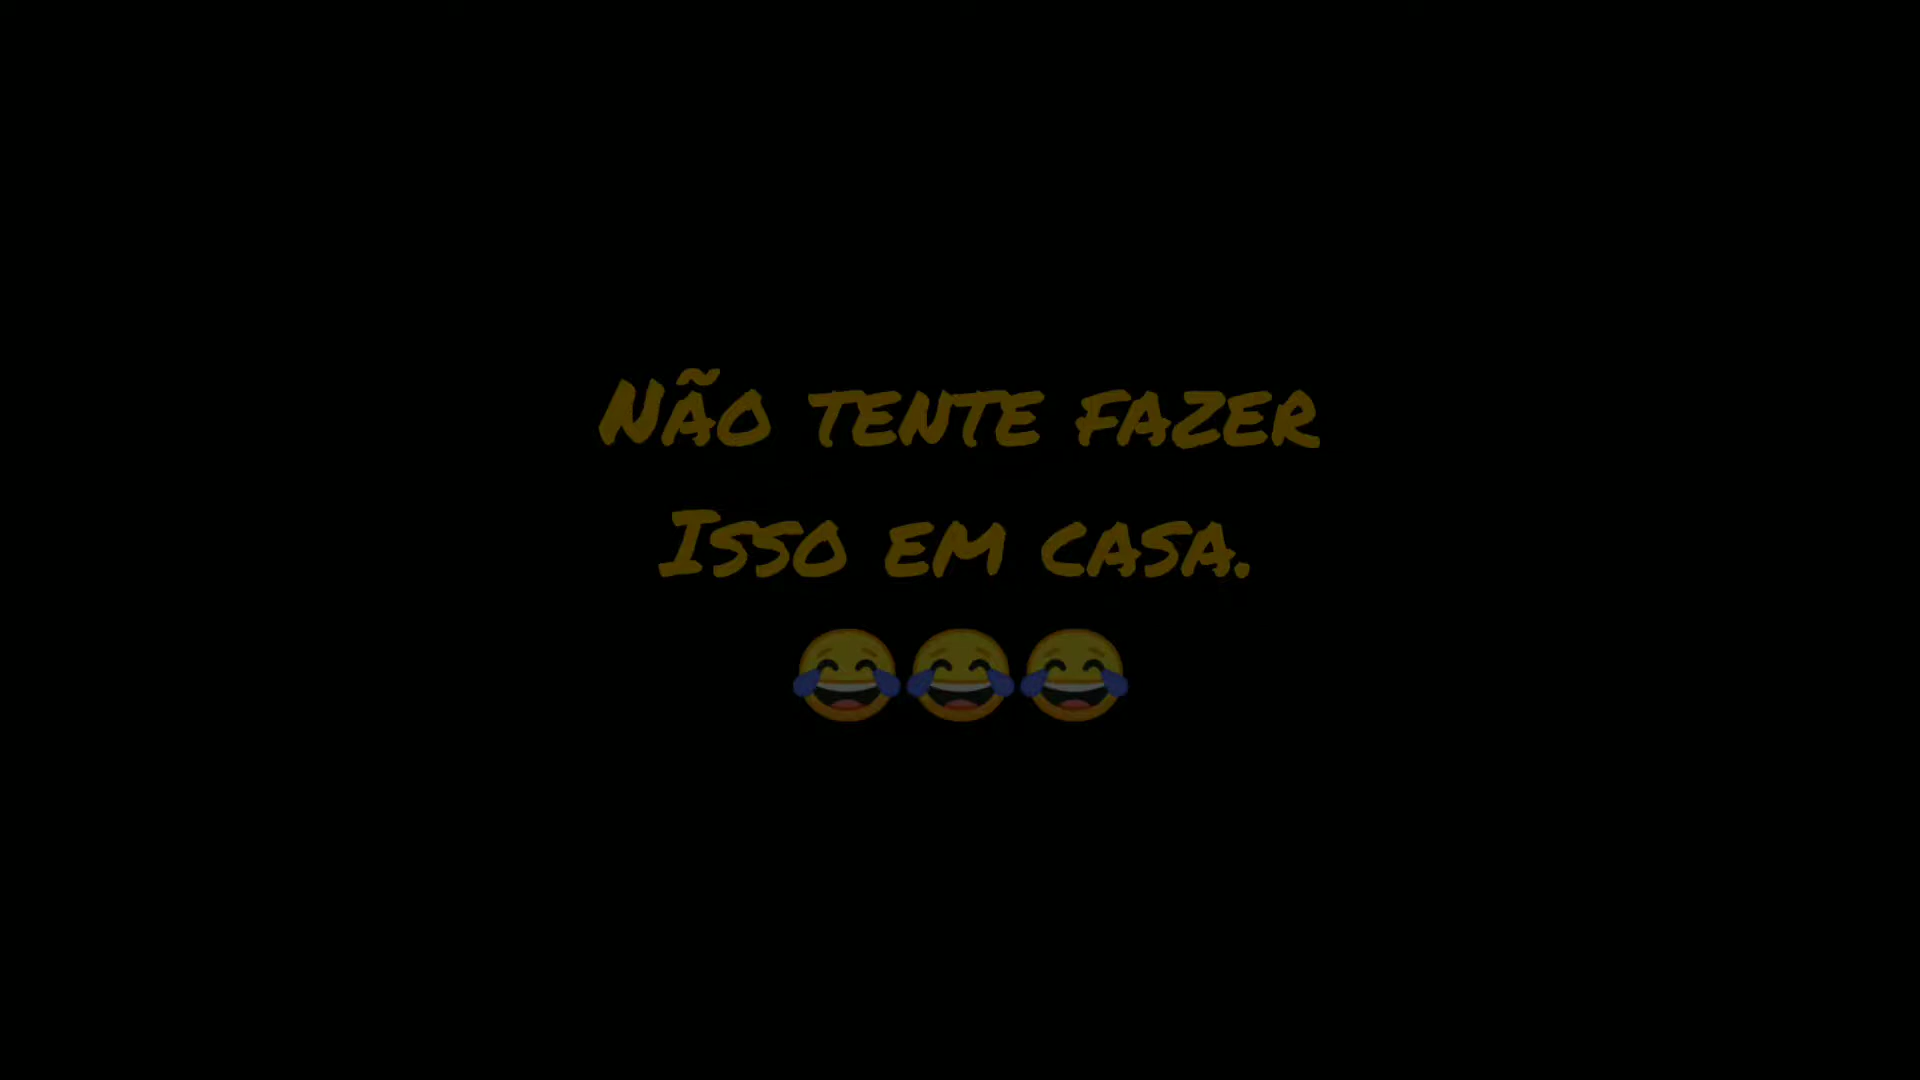 Não tente fazer
Isso em casa.
😂😂😂